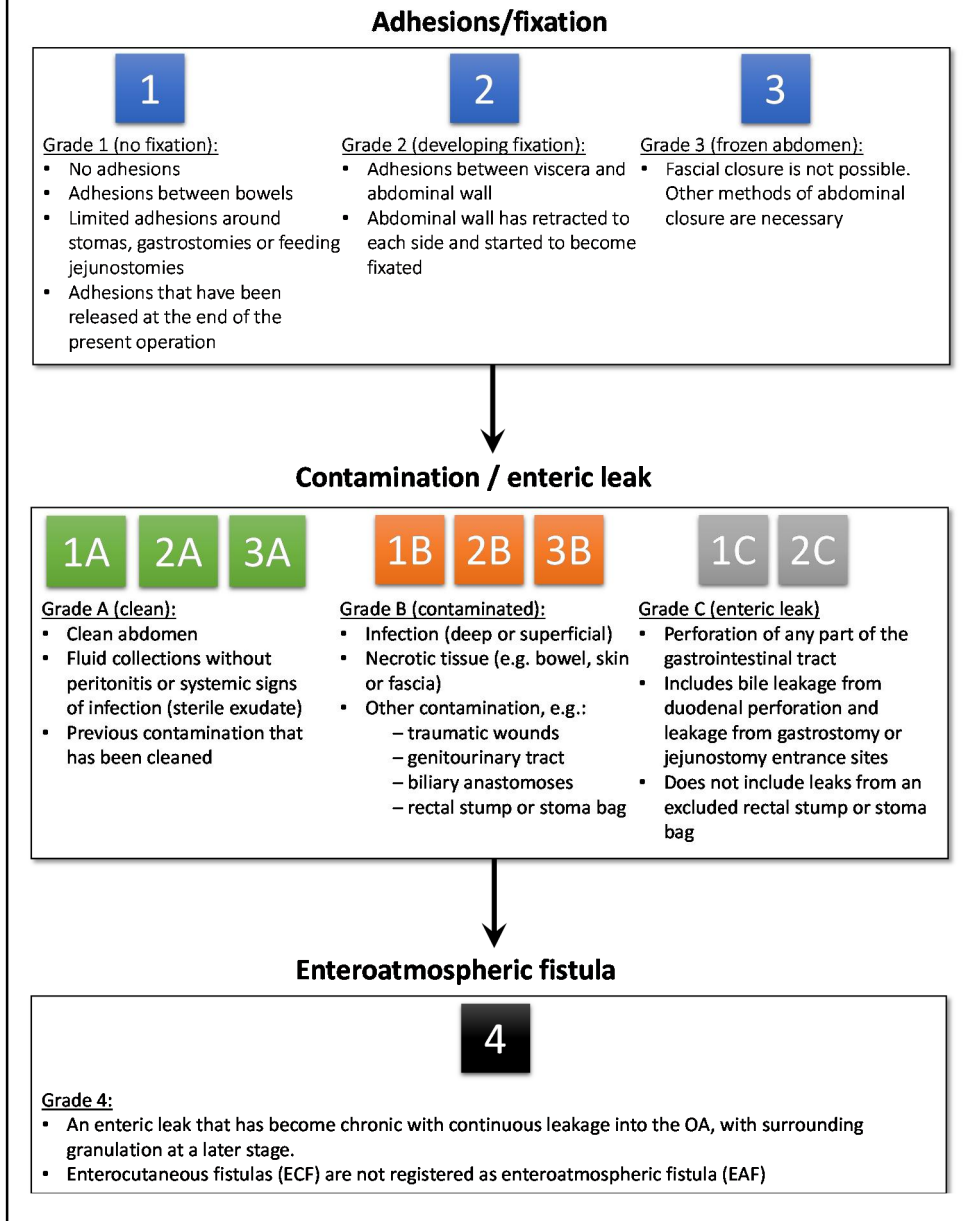 Adhesions/fixation
1
2
3
Grade 1 (no fixation):
▪ No adhesions
▪ Adhesions between bowels
▪ Limited adhesions around
stomas, gastrostomies or feeding
jejunostomies
▪ Adhesions that have been
released at the end of the
present operation
Grade 2 (developing fixation):
▪ Adhesions between viscera and
abdominal wall
▪ Abdominal wall has retracted to
each side and started to become
fixated
Grade 3 (frozen abdomen):
▪ Fascial closure is not possible.
Other methods of abdominal
closure are necessary
Contamination / enteric leak
1A 2A 3A
1B 2B 3B
1C 2C
Grade A (clean):
▪ Clean abdomen
▪ Fluid collections without
peritonitis or systemic signs
of infection (sterile exudate)
▪ Previous contamination that
has been cleaned
Grade B (contaminated):
▪ Infection (deep or superficial)
▪ Necrotic tissue (e.g. bowel, skin
or fascia)
▪ Other contamination, e.g.:
– traumatic wounds
– genitourinary tract
– biliary anastomoses
– rectal stump or stoma bag
Grade C (enteric leak)
▪ Perforation of any part of the
gastrointestinal tract
▪ Includes bile leakage from
duodenal perforation and
leakage from gastrostomy or
jejunostomy entrance sites
▪ Does not include leaks from an
excluded rectal stump or stoma
bag
Enteroatmospheric fistula
4
Grade 4:
▪ An enteric leak that has become chronic with continuous leakage into the OA, with surrounding
granulation at a later stage.
▪ Enterocutaneous fistulas (ECF) are not registered as enteroatmospheric fistula (EAF)